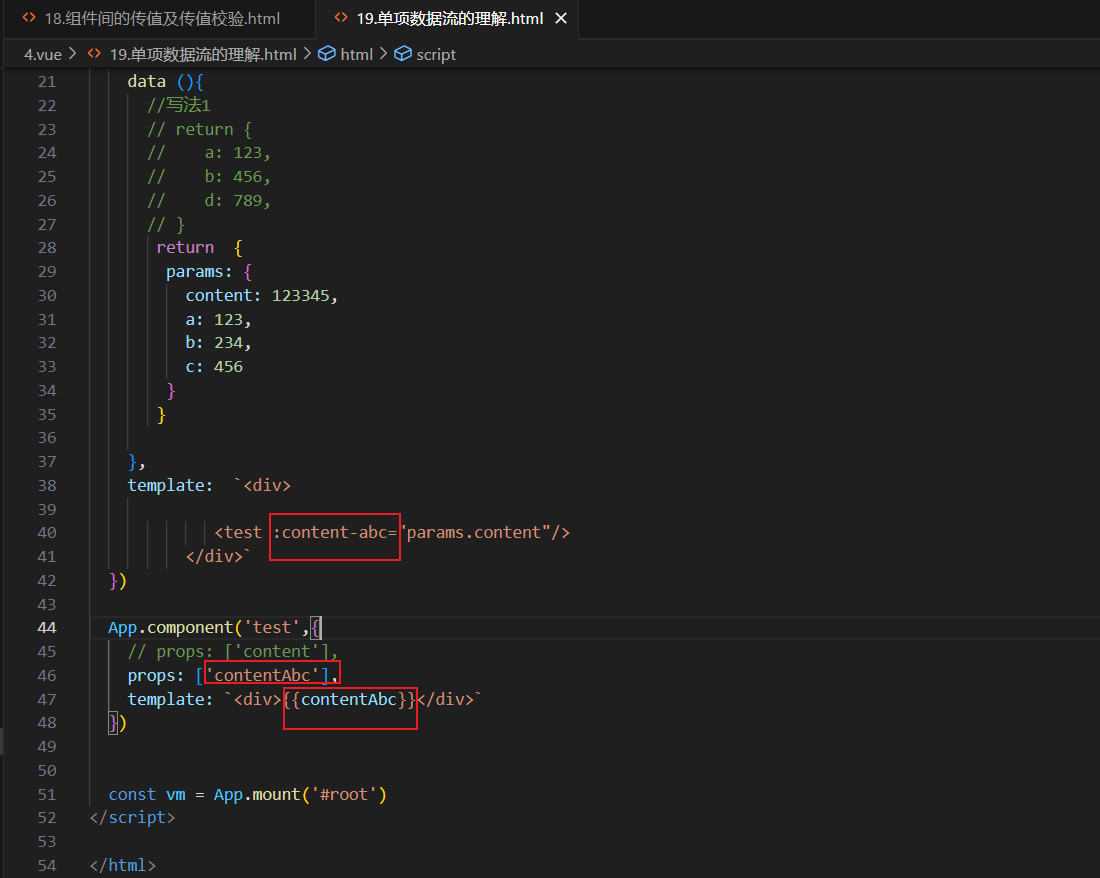 18.组件间的传值及传值校验.html 19.单项数据流的理解.html
4.vue > 19.单项数据流的理解.html > html > script
21 data (){
22 //写法1
23 // return {
24 // a: 123,
25 // b: 456,
26 // d: 789,
27 // }
28 return {
29 params: {
30 content: 123345,
31 a: 123,
32 b: 234,
33 c: 456
34 }
35 }
36
37 },
38 template: `<div>
39
40 <test :content-abc="params.content"/>
41 </div>`
42 })
43
44 App.component('test',{
45 // props: ['content'],
46 props: ['contentAbc'],
47 template: `<div>{{contentAbc}}</div>`
48 })
49
50
51 const vm = App.mount('#root')
52 </script>
53
54 </html>